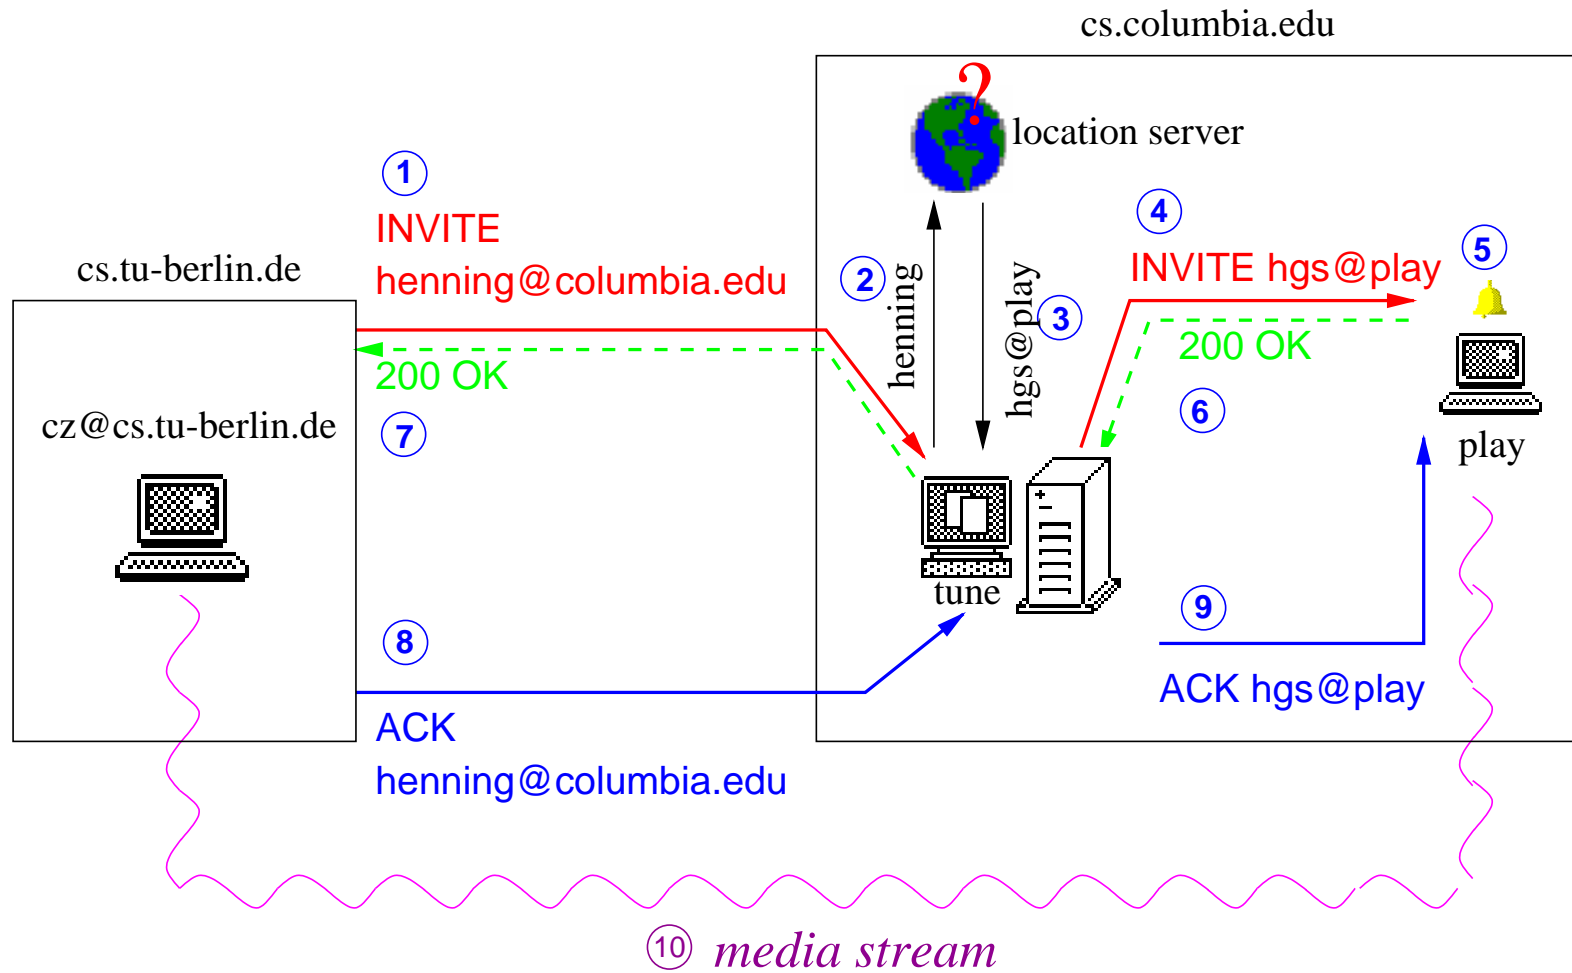 cs.columbia.edu
?
location server
1
INVITE
henning@columbia.edu
cs.tu-berlin.de
2
henning
hgs@play
3
4
INVITE hgs@play
5
200 OK
200 OK
6
7
cz@cs.tu-berlin.de
play
tune
8
9
ACK hgs@play
ACK
henning@columbia.edu
10 media stream